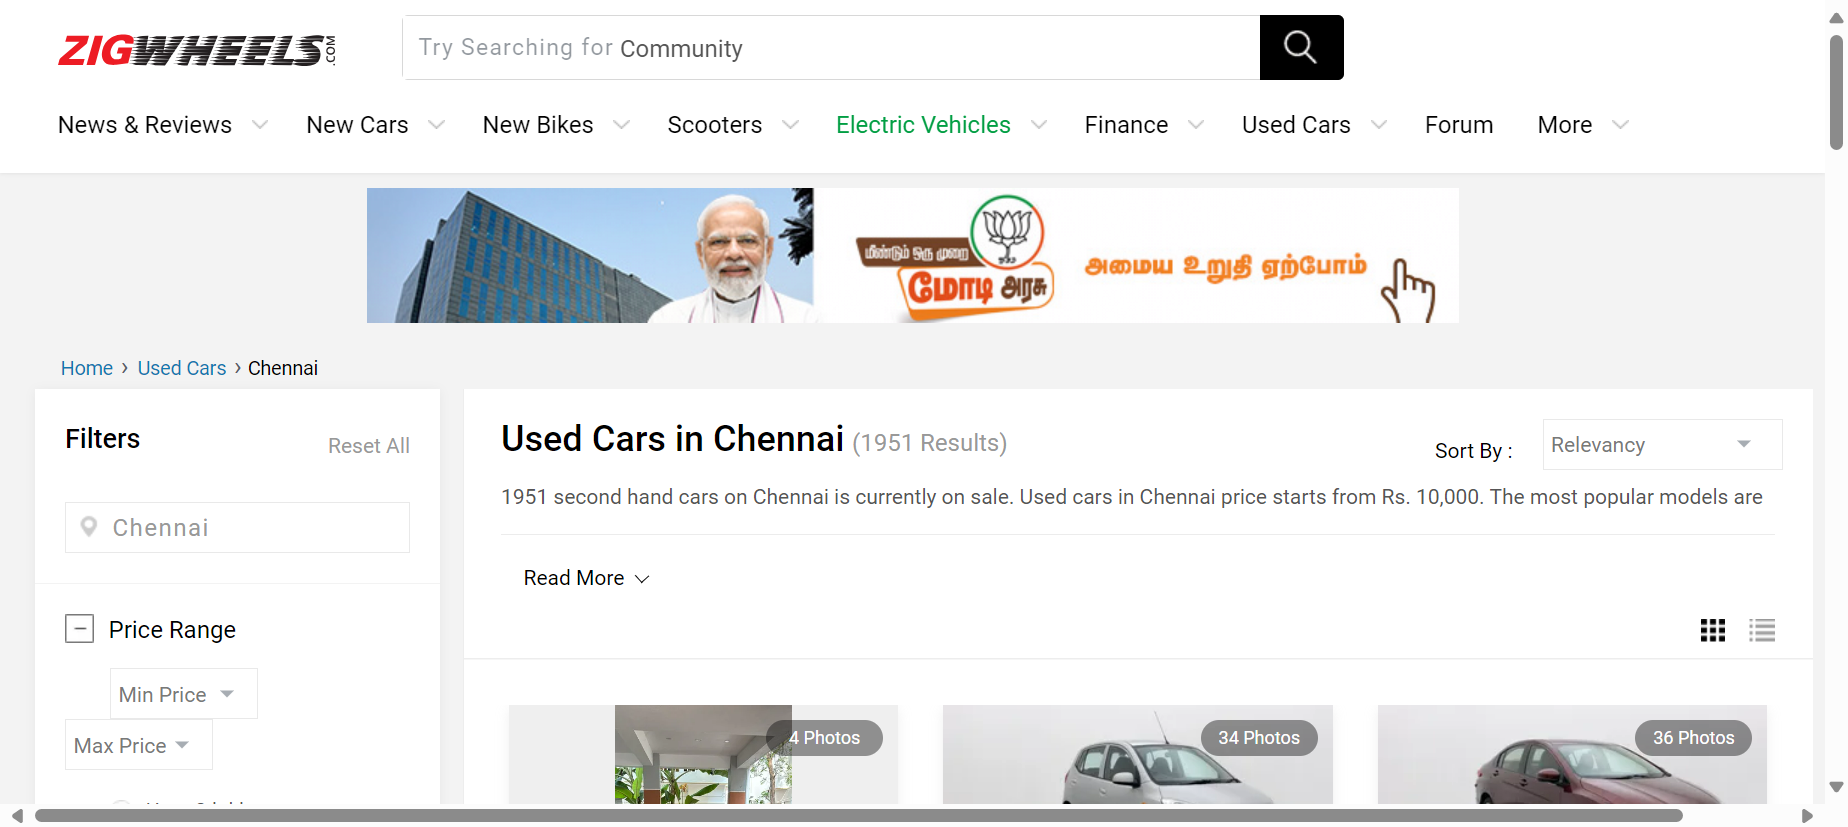 ZIGWHEELS.COM
Try Searching for Community
News & Reviews New Cars New Bikes Scooters Electric Vehicles Finance Used Cars Forum More
மீண்டும் ஒரு முறை
மோடி அரசு
அமைய உறுதி ஏற்போம்
Home › Used Cars › Chennai
Filters
Reset All
Chennai
Price Range
Min Price
Max Price
Used Cars in Chennai (1951 Results)
Sort By : Relevancy
1951 second hand cars on Chennai is currently on sale. Used cars in Chennai price starts from Rs. 10,000. The most popular models are
Read More
4 Photos
34 Photos
36 Photos